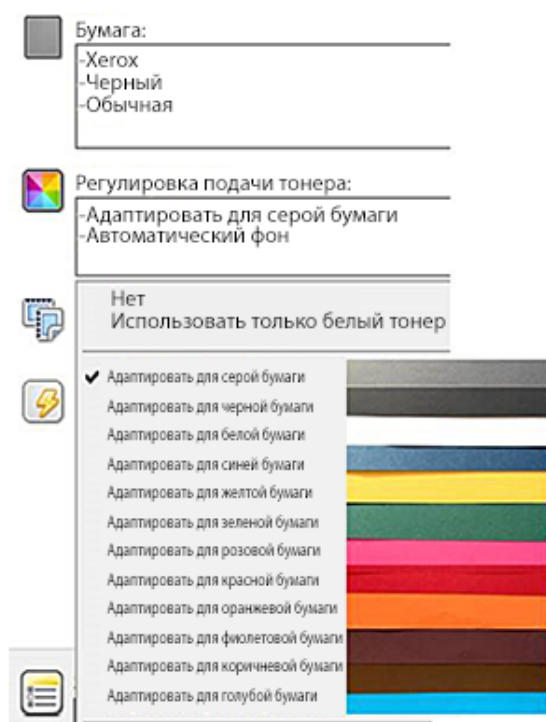 Бумага:
-Xerox
-Черный
-Обычная
Регулировка подачи тонера:
-Адаптировать для серой бумаги
-Автоматический фон
Нет
Использовать только белый тонер
Адаптировать для серой бумаги
Адаптировать для черной бумаги
Адаптировать для белой бумаги
Адаптировать для синей бумаги
Адаптировать для желтой бумаги
Адаптировать для зеленой бумаги
Адаптировать для розовой бумаги
Адаптировать для красной бумаги
Адаптировать для оранжевой бумаги
Адаптировать для фиолетовой бумаги
Адаптировать для коричневой бумаги
Адаптировать для голубой бумаги